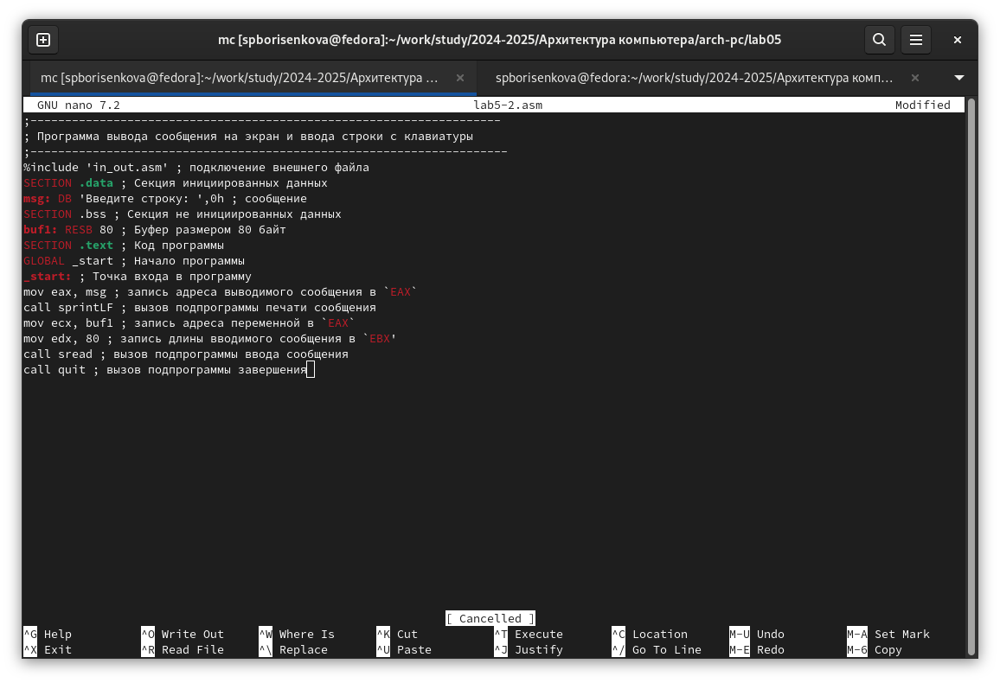 mc [spborisenkova@fedora]:~/work/study/2024-2025/Архитектура компьютера/arch-pc/lab05
mc [spborisenkova@fedora]:~/work/study/2024-2025/Архитектура ...
spborisenkova@fedora:~/work/study/2024-2025/Архитектура комп...
GNU nano 7.2 lab5-2.asm Modified
;--------------------------------------------------------------------
; Программа вывода сообщения на экран и ввода строки с клавиатуры
;---------------------------------------------------------------------
%include 'in_out.asm' ; подключение внешнего файла
SECTION .data ; Секция инициированных данных
msg: DB 'Введите строку: ',0h ; сообщение
SECTION .bss ; Секция не инициированных данных
buf1: RESB 80 ; Буфер размером 80 байт
SECTION .text ; Код программы
GLOBAL _start ; Начало программы
_start: ; Точка входа в программу
mov eax, msg ; запись адреса выводимого сообщения в `EAX`
call sprintLF ; вызов подпрограммы печати сообщения
mov ecx, buf1 ; запись адреса переменной в `EAX`
mov edx, 80 ; запись длины вводимого сообщения в `EBX'
call sread ; вызов подпрограммы ввода сообщения
call quit ; вызов подпрограммы завершения
[ Cancelled ]
^G Help ^O Write Out ^W Where Is ^K Cut ^T Execute ^C Location M-U Undo M-A Set Mark
^X Exit ^R Read File ^\ Replace ^U Paste ^J Justify ^/ Go To Line M-E Redo M-6 Copy